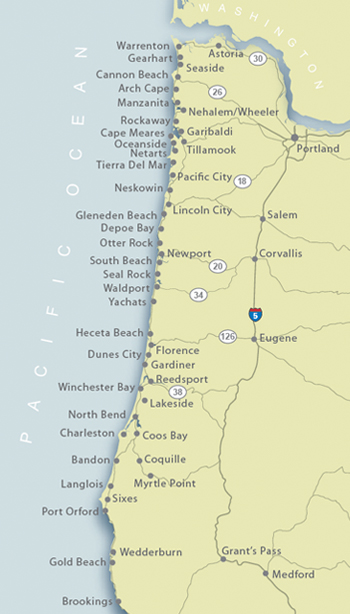 WASHINGTON
PACIFIC OCEAN
Warrenton
Astoria
Gearhart
30
Seaside
Cannon Beach
Arch Cape
26
Manzanita
Nehalem/Wheeler
Rockaway
Cape Meares
Garibaldi
Oceanside
Tillamook
Portland
Netarts
Tierra Del Mar
Pacific City
18
Neskowin
Lincoln City
Gleneden Beach
Salem
Depoe Bay
Otter Rock
Newport
Corvallis
South Beach
20
Seal Rock
Waldport
34
Yachats
5
Heceta Beach
126
Eugene
Florence
Dunes City
Gardiner
Reedsport
Winchester Bay
38
Lakeside
North Bend
Charleston
Coos Bay
Bandon
Coquille
Langlois
Myrtle Point
Sixes
Port Orford
Wedderburn
Grant's Pass
Gold Beach
Medford
Brookings